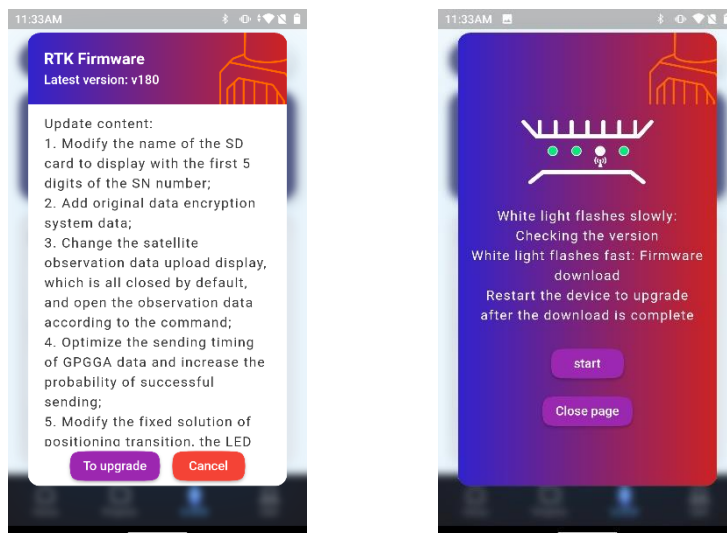 11:33AM
RTK Firmware
Latest version: v180
Update content:
1. Modify the name of the SD
card to display with the first 5
digits of the SN number;
2. Add original data encryption
system data;
3. Change the satellite
observation data upload display,
which is all closed by default,
and open the observation data
according to the command;
4. Optimize the sending timing
of GPGGA data and increase the
probability of successful
sending;
5. Modify the fixed solution of
positioning transition, the LED
To upgrade
Cancel
11:33AM
White light flashes slowly:
Checking the version
White light flashes fast: Firmware
download
Restart the device to upgrade
after the download is complete
start
Close page